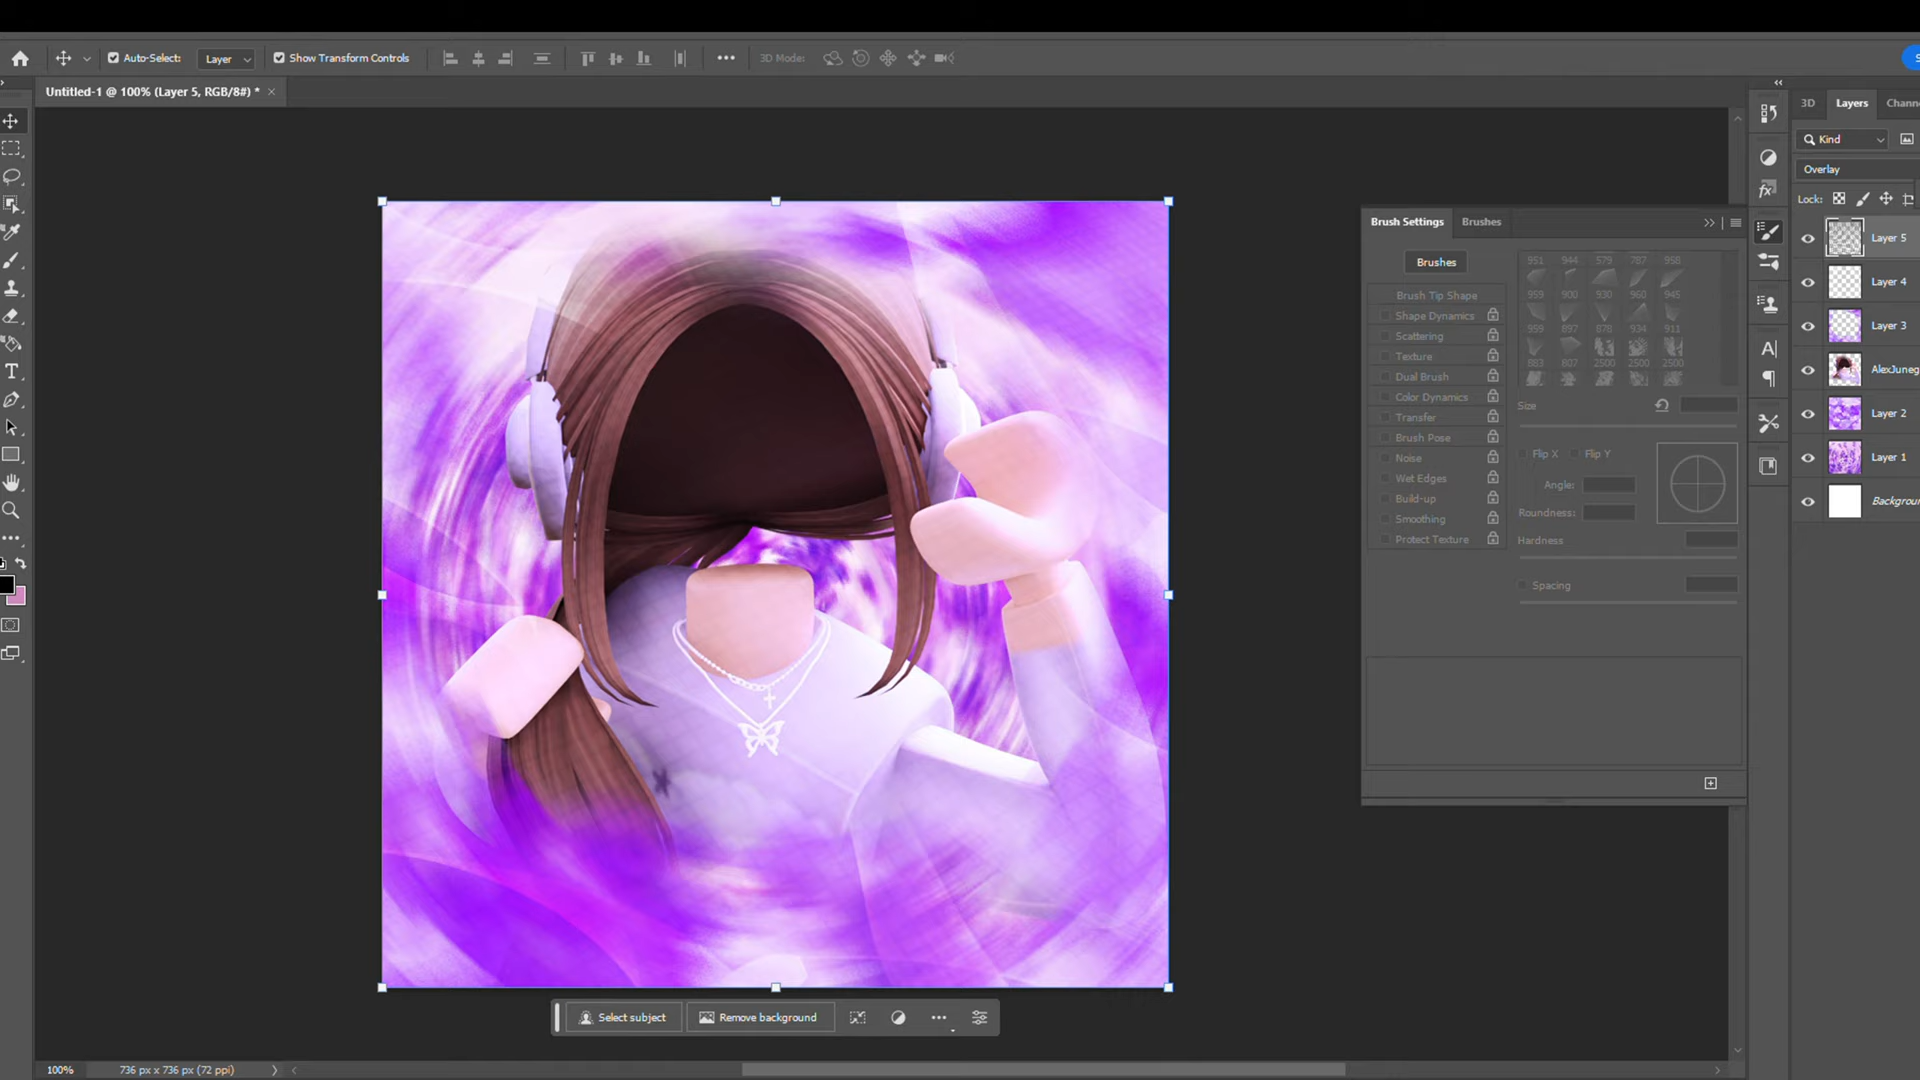 Auto-Select: Layer Show Transform Controls 3D Mode:
Untitled-1 @ 100% (Layer 5, RGB/8#) *
3D Layers Chann
Kind
Overlay
Lock:
Layer 5
Layer 4
Layer 3
AlexJuneg
Layer 2
Layer 1
Backgroun
Brush Settings Brushes
Brushes
Brush Tip Shape
Shape Dynamics
Scattering
Texture
Dual Brush
Color Dynamics
Transfer
Brush Pose
Noise
Wet Edges
Build-up
Smoothing
Protect Texture
951 944 579 787 958
959 900 930 960 945
999 897 878 934 911
883 807 2500 2500 2500
Size
Flip X Flip Y
Angle:
Roundness:
Hardness
Spacing
Select subject Remove background
100% 736 px x 736 px (72 ppi)